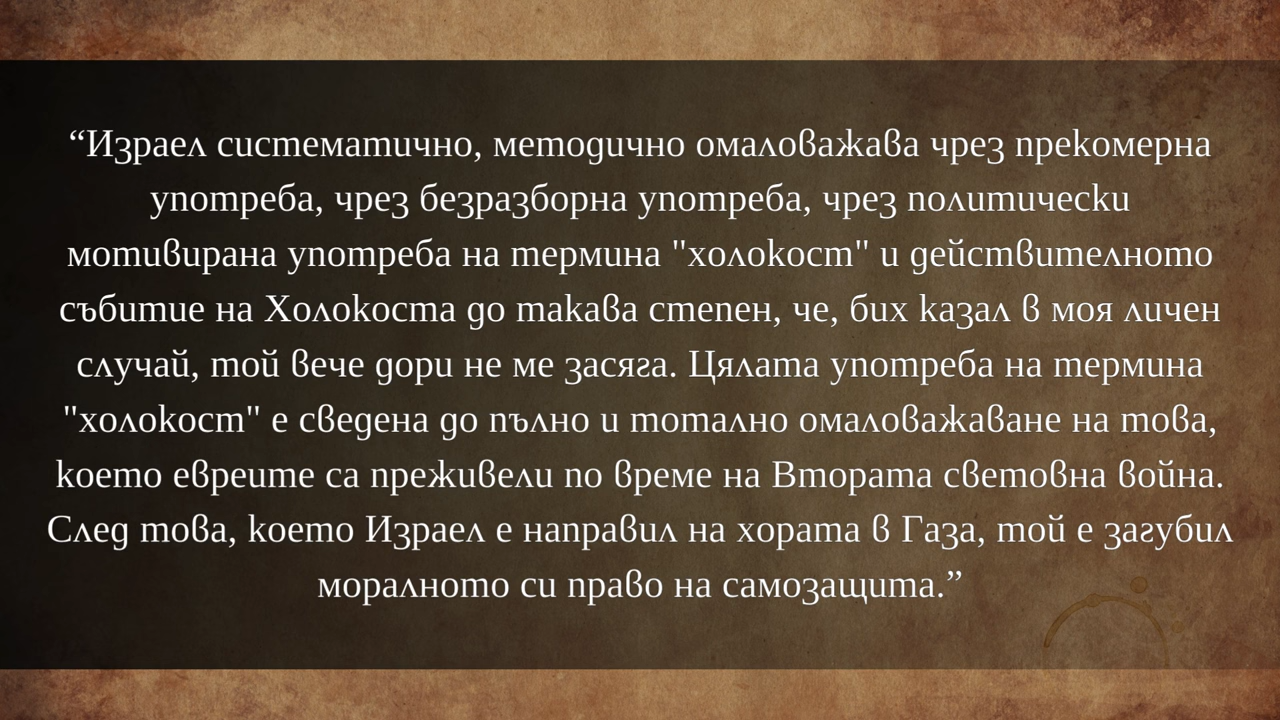 “Израел систематично, методично омаловажава чрез прекомерна
употреба, чрез безразборна употреба, чрез политически
мотивирана употреба на термина "холокост" и действителното
събитие на Холокоста до такава степен, че, бих казал в моя личен
случай, той вече дори не ме засяга. Цялата употреба на термина
"холокост" е сведена до пълно и тотално омаловажаване на това,
което евреите са преживели по време на Втората световна война.
След това, което Израел е направил на хората в Газа, той е загубил
моралното си право на самозащита.”